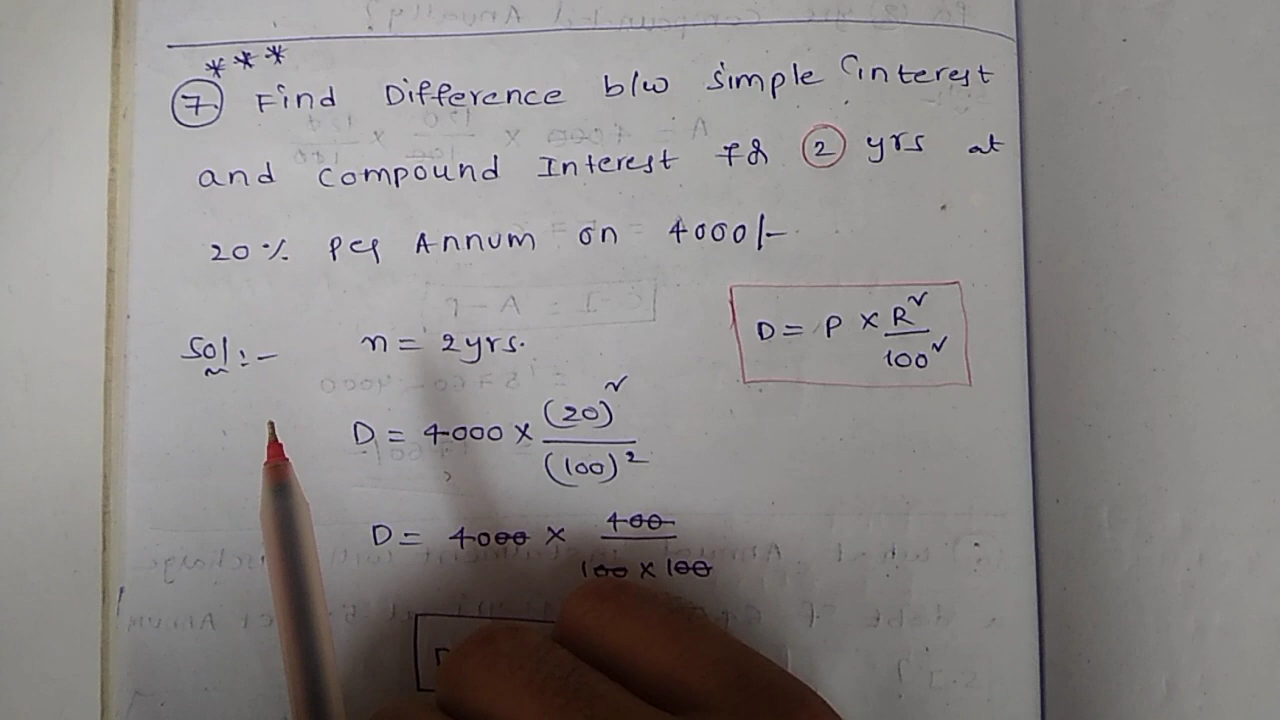 ***
7 Find Difference b/w simple interest
and compound Interest for 2 yrs at
20% Per Annum on 4000/-
Sol:- n = 2yrs.
D = P × R² / 100²
D = 4000 × (20)² / (100)²
D = 4000 × 400 / 100 × 100